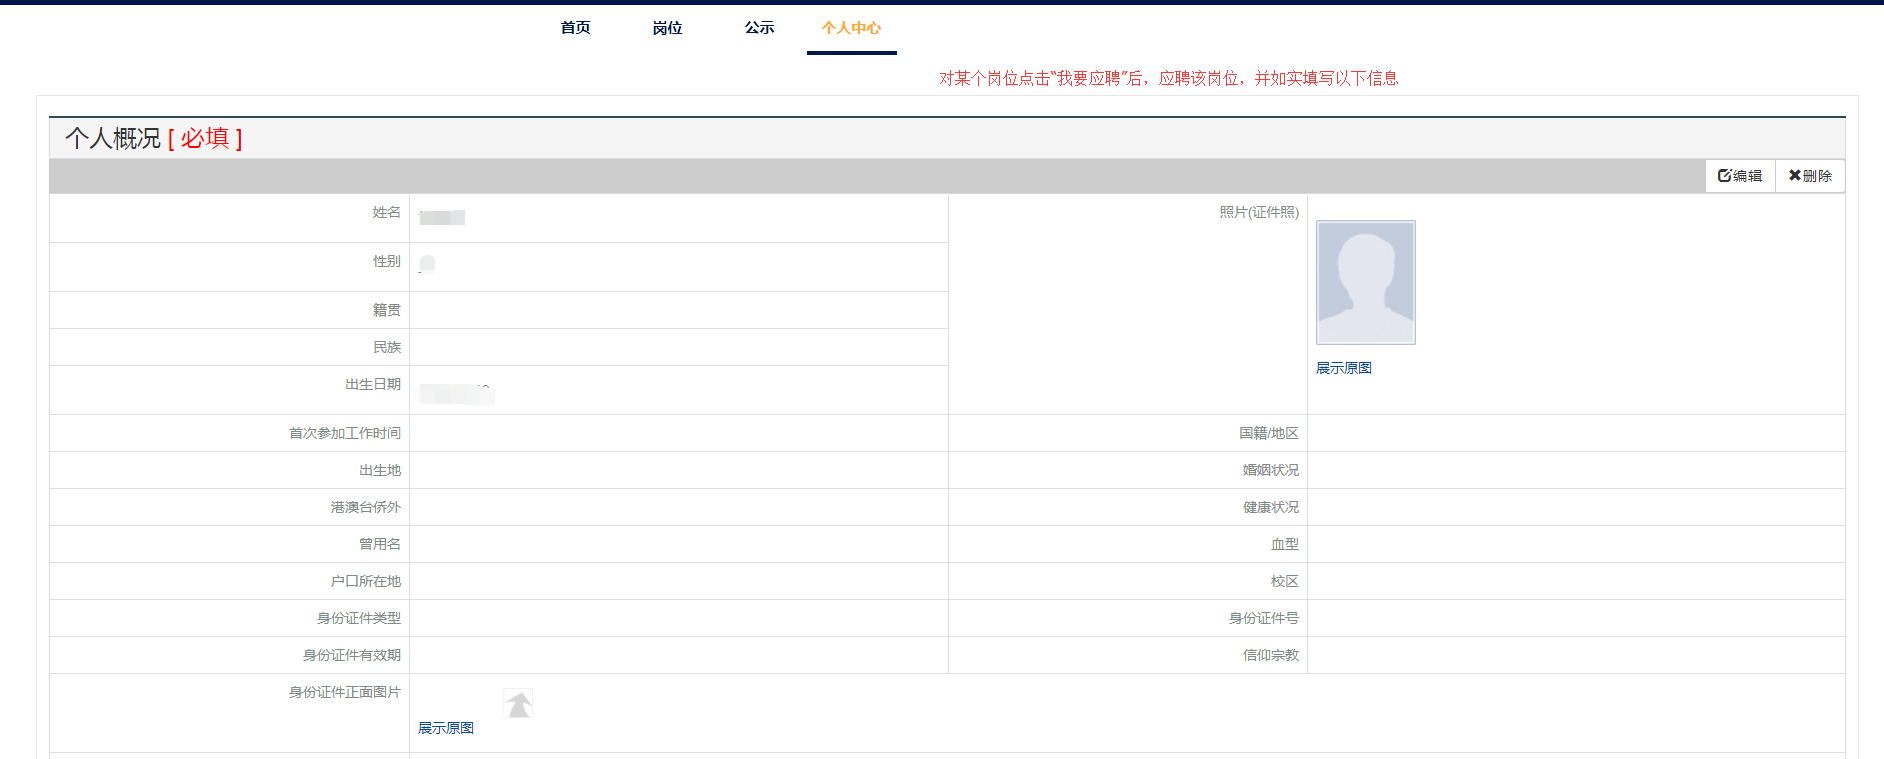 首页 岗位 公示 个人中心
对某个岗位点击“我要应聘”后，应聘该岗位，并如实填写以下信息
个人概况 [ 必填 ]
编辑 删除
姓名 照片(证件照)
性别
籍贯
民族
展示原图
出生日期
首次参加工作时间 国籍/地区
出生地 婚姻状况
港澳台侨外 健康状况
曾用名 血型
户口所在地 校区
身份证件类型 身份证件号
身份证件有效期 信仰宗教
身份证件正面图片
展示原图